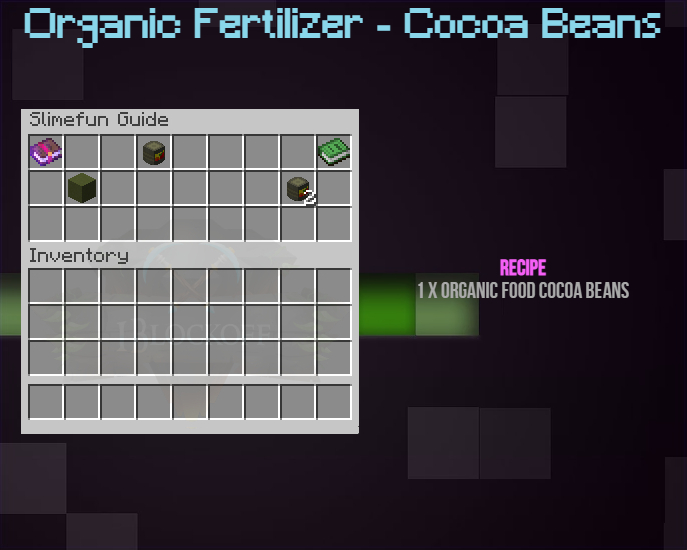 Organic Fertilizer - Cocoa Beans
Slimefun Guide
2
Inventory
RECIPE
1 X ORGANIC FOOD COCOA BEANS